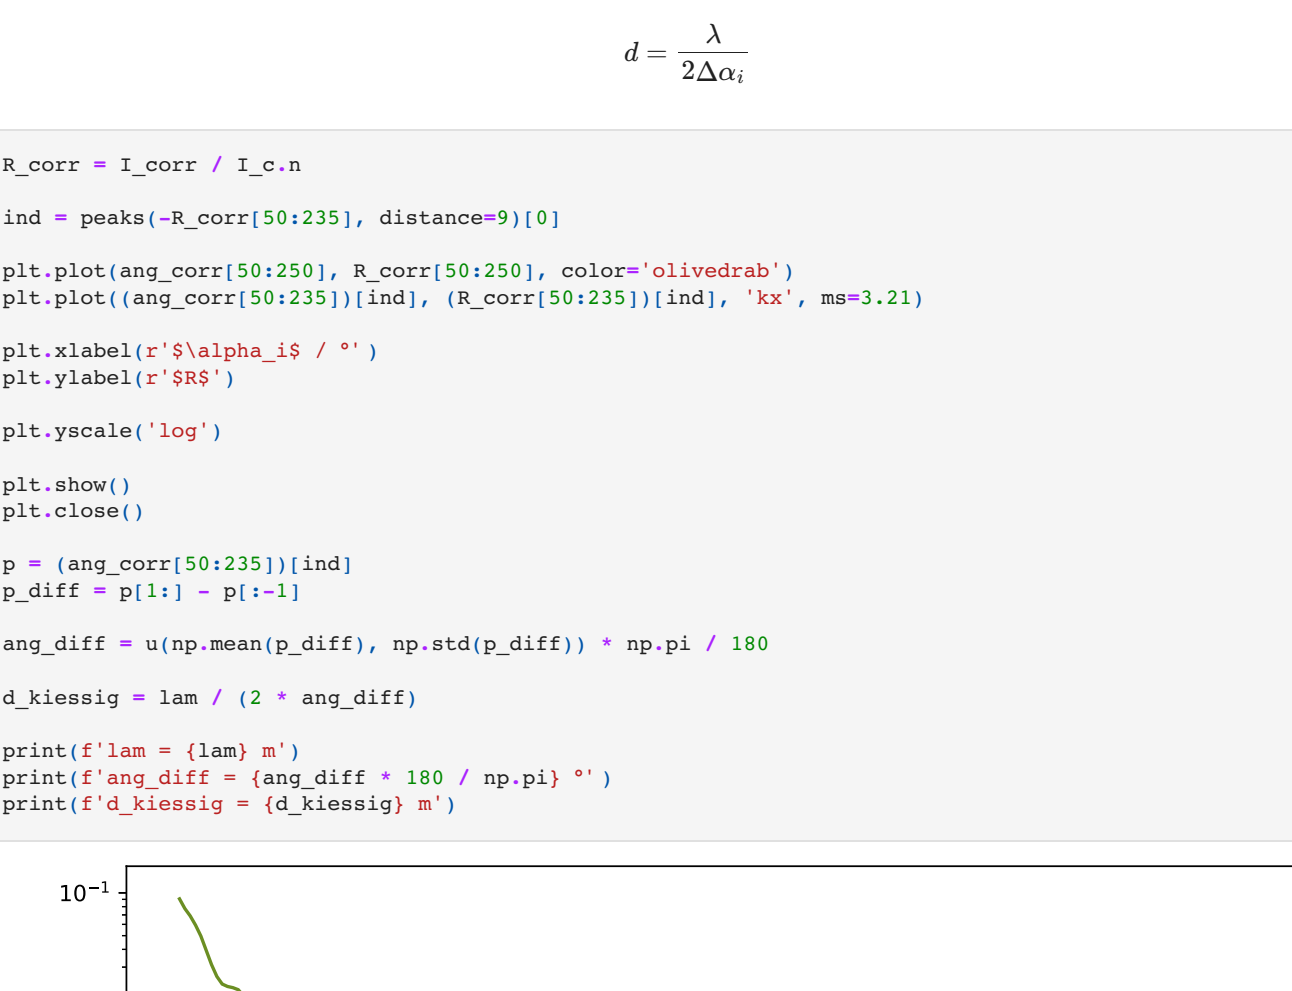 d = λ / 2Δα_i
R_corr = I_corr / I_c.n
ind = peaks(-R_corr[50:235], distance=9)[0]
plt.plot(ang_corr[50:250], R_corr[50:250], color='olivedrab')
plt.plot((ang_corr[50:235])[ind], (R_corr[50:235])[ind], 'kx', ms=3.21)
plt.xlabel(r'$\alpha_i$ / °')
plt.ylabel(r'$R$')
plt.yscale('log')
plt.show()
plt.close()
p = (ang_corr[50:235])[ind]
p_diff = p[1:] - p[:-1]
ang_diff = u(np.mean(p_diff), np.std(p_diff)) * np.pi / 180
d_kiessig = lam / (2 * ang_diff)
print(f'lam = {lam} m')
print(f'ang_diff = {ang_diff * 180 / np.pi} °')
print(f'd_kiessig = {d_kiessig} m')
10⁻¹